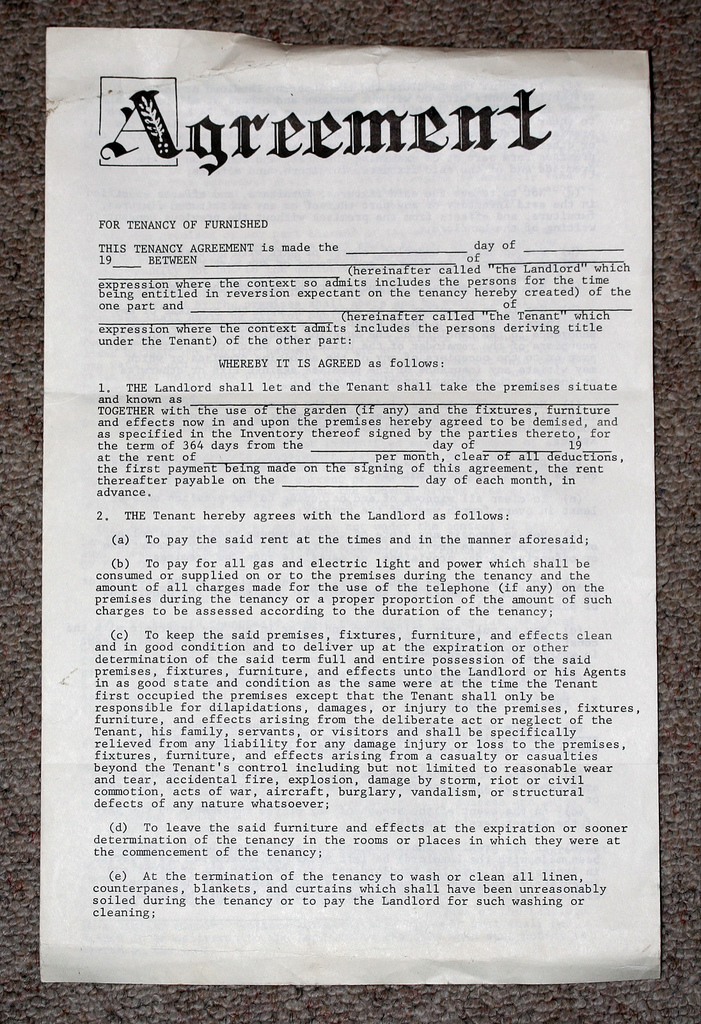 Agreement
FOR TENANCY OF FURNISHED
THIS TENANCY AGREEMENT is made the ____________ day of __________
19___ BETWEEN _________________________ of _______________
________________________ (hereinafter called "the Landlord" which
expression where the context so admits includes the persons for the time
being entitled in reversion expectant on the tenancy hereby created) of the
one part and _______________________________ of ____________
________________________ (hereinafter called "the Tenant" which
expression where the context admits includes the persons deriving title
under the Tenant) of the other part:
WHEREBY IT IS AGREED as follows:
1. THE Landlord shall let and the Tenant shall take the premises situate
and known as ___________________________________________
TOGETHER with the use of the garden (if any) and the fixtures, furniture
and effects now in and upon the premises hereby agreed to be demised, and
as specified in the Inventory thereof signed by the parties thereto, for
the term of 364 days from the ___________ day of __________ 19___
at the rent of _________________ per month, clear of all deductions,
the first payment being made on the signing of this agreement, the rent
thereafter payable on the ______________ day of each month, in
advance.
2. THE Tenant hereby agrees with the Landlord as follows:
(a) To pay the said rent at the times and in the manner aforesaid;
(b) To pay for all gas and electric light and power which shall be
consumed or supplied on or to the premises during the tenancy and the
amount of all charges made for the use of the telephone (if any) on the
premises during the tenancy or a proper proportion of the amount of such
charges to be assessed according to the duration of the tenancy;
(c) To keep the said premises, fixtures, furniture, and effects clean
and in good condition and to deliver up at the expiration or other
determination of the said term full and entire possession of the said
premises, fixtures, furniture, and effects unto the Landlord or his Agents
in as good state and condition as the same were at the time the Tenant
first occupied the premises except that the Tenant shall only be
responsible for dilapidations, damages, or injury to the premises, fixtures,
furniture, and effects arising from the deliberate act or neglect of the
Tenant, his family, servants, or visitors and shall be specifically
relieved from any liability for any damage injury or loss to the premises,
fixtures, furniture, and effects arising from a casualty or casualties
beyond the Tenant's control including but not limited to reasonable wear
and tear, accidental fire, explosion, damage by storm, riot or civil
commotion, acts of war, aircraft, burglary, vandalism, or structural
defects of any nature whatsoever;
(d) To leave the said furniture and effects at the expiration or sooner
determination of the tenancy in the rooms or places in which they were at
the commencement of the tenancy;
(e) At the termination of the tenancy to wash or clean all linen,
counterpanes, blankets, and curtains which shall have been unreasonably
soiled during the tenancy or to pay the Landlord for such washing or
cleaning;